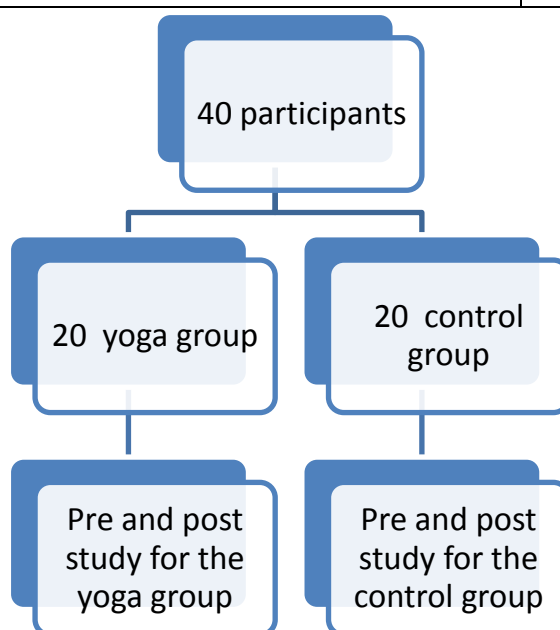 40 participants
20 yoga group
20 control
group
Pre and post
study for the
yoga group
Pre and post
study for the
control group